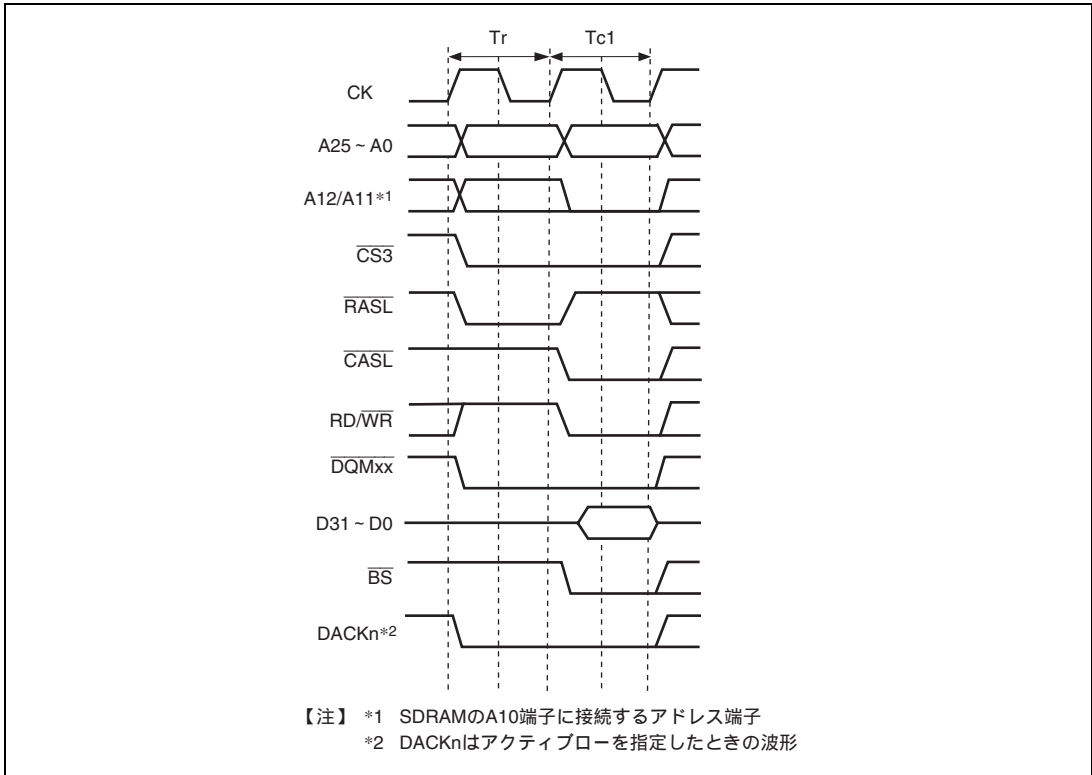 Tr Tc1
CK
A25 ~ A0
A12/A11*1
CS3
RASL
CASL
RD/WR
DQMxx
D31 ~ D0
BS
DACKn*2
【注】 *1 SDRAMのA10端子に接続するアドレス端子
*2 DACKnはアクティブローを指定したときの波形